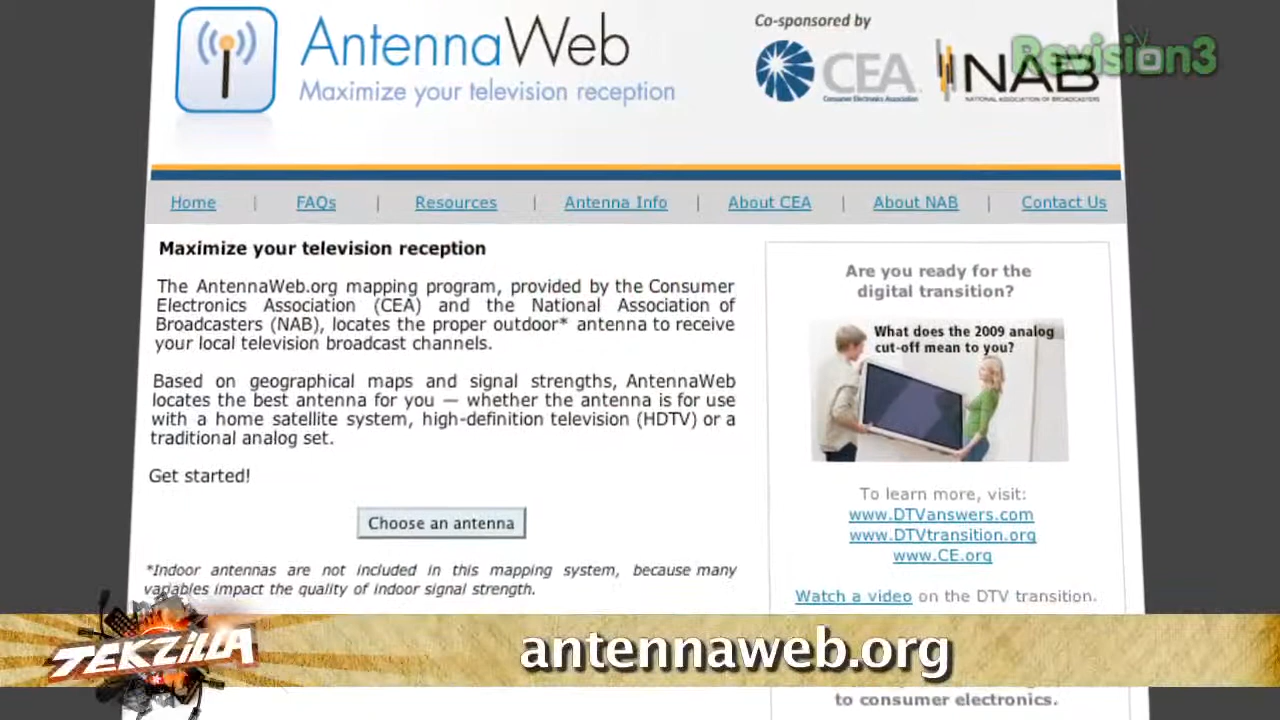 AntennaWeb
Maximize your television reception
Co-sponsored by
CEA
Consumer Electronics Association
NAB
NATIONAL ASSOCIATION OF BROADCASTERS
TV
Revision3
Home | FAQs | Resources | Antenna Info | About CEA | About NAB | Contact Us
Maximize your television reception
The AntennaWeb.org mapping program, provided by the Consumer
Electronics Association (CEA) and the National Association of
Broadcasters (NAB), locates the proper outdoor* antenna to receive
your local television broadcast channels.
Based on geographical maps and signal strengths, AntennaWeb
locates the best antenna for you — whether the antenna is for use
with a home satellite system, high-definition television (HDTV) or a
traditional analog set.
Get started!
Choose an antenna
*Indoor antennas are not included in this mapping system, because many
variables impact the quality of indoor signal strength.
Are you ready for the
digital transition?
What does the 2009 analog
cut-off mean to you?
To learn more, visit:
www.DTVanswers.com
www.DTVtransition.org
www.CE.org
Watch a video on the DTV transition.
TEKZILLA
antennaweb.org
to consumer electronics.